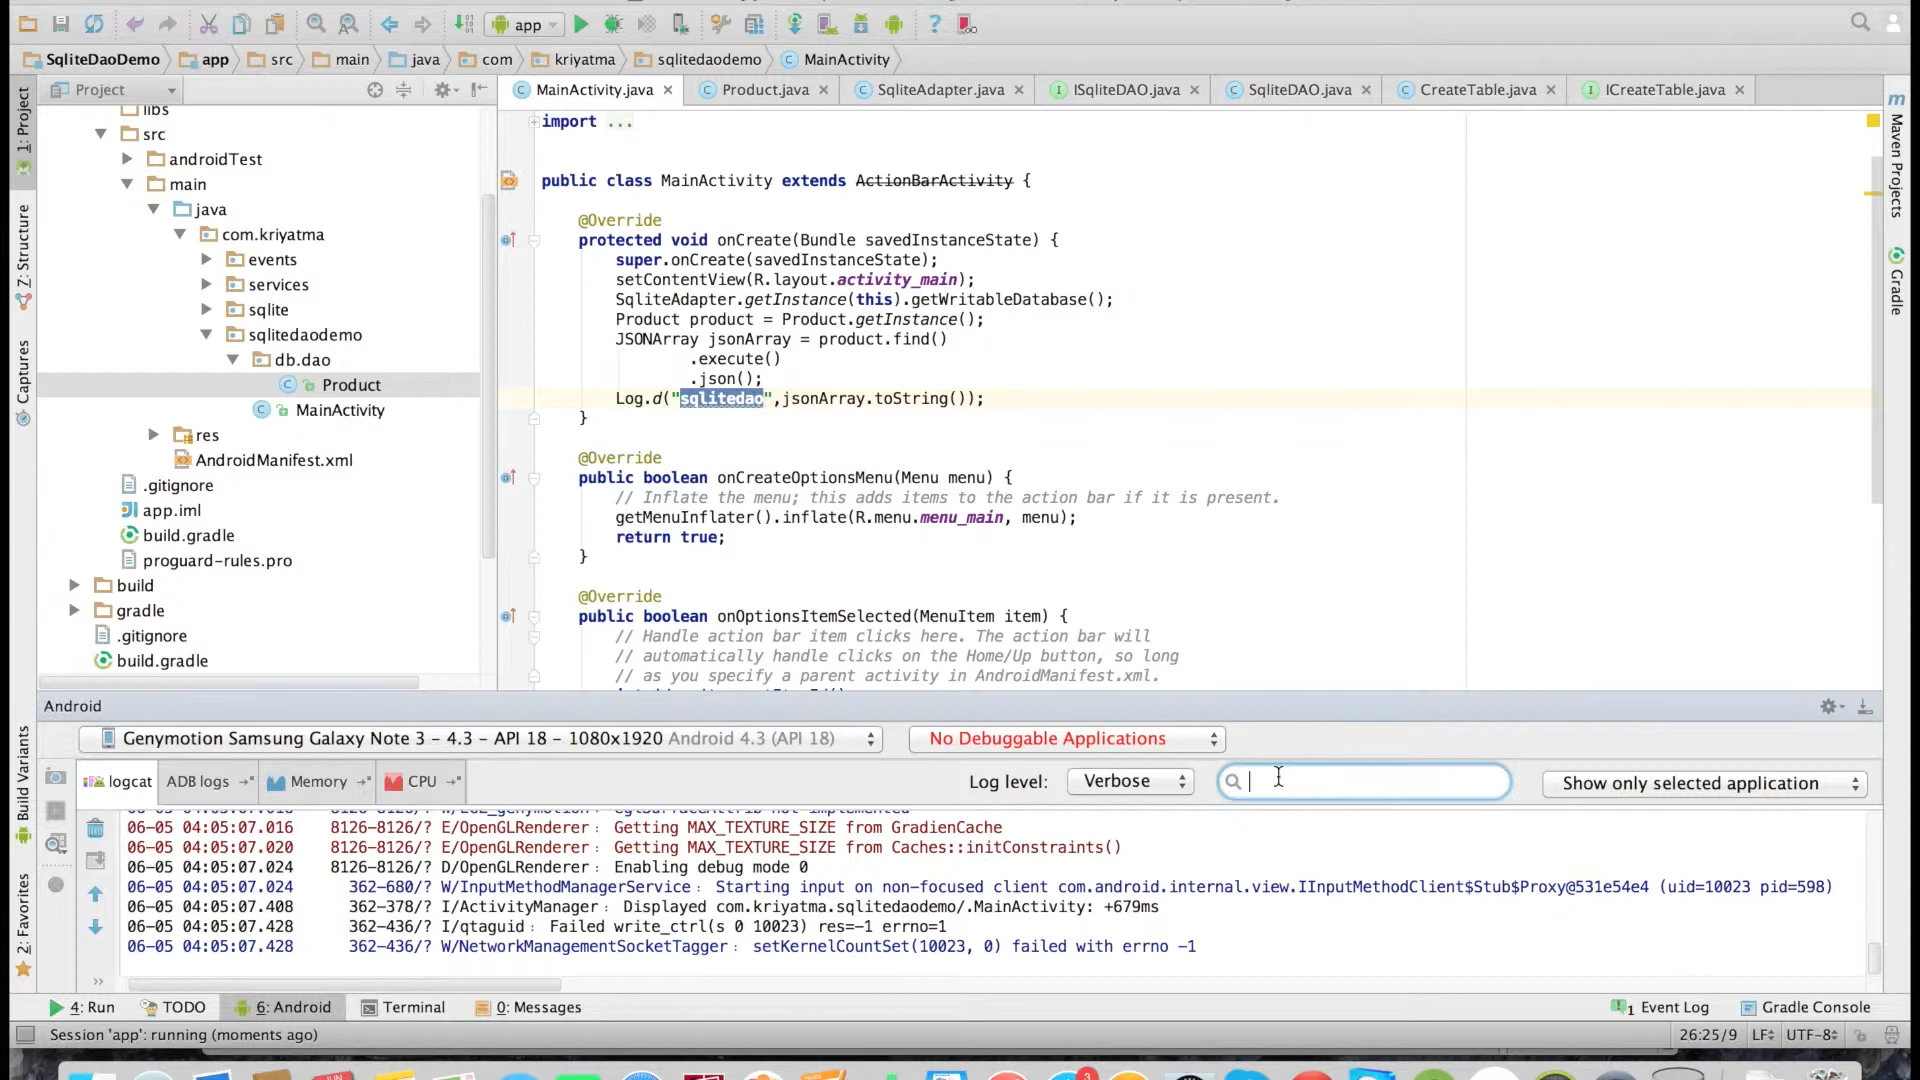 app
SqliteDaoDemo app src main java com kriyatma sqlitedaodemo MainActivity
Project
MainActivity.java Product.java SqliteAdapter.java ISqliteDAO.java SqliteDAO.java CreateTable.java ICreateTable.java
1: Project
Z: Structure
Captures
Build Variants
2: Favorites
libs
src
androidTest
main
java
com.kriyatma
events
services
sqlite
sqlitedaodemo
db.dao
Product
MainActivity
res
AndroidManifest.xml
.gitignore
app.iml
build.gradle
proguard-rules.pro
build
gradle
.gitignore
build.gradle
import ...
public class MainActivity extends ActionBarActivity {
@Override
protected void onCreate(Bundle savedInstanceState) {
super.onCreate(savedInstanceState);
setContentView(R.layout.activity_main);
SqliteAdapter.getInstance(this).getWritableDatabase();
Product product = Product.getInstance();
JSONArray jsonArray = product.find()
.execute()
.json();
Log.d("sqlitedao",jsonArray.toString());
}
@Override
public boolean onCreateOptionsMenu(Menu menu) {
// Inflate the menu; this adds items to the action bar if it is present.
getMenuInflater().inflate(R.menu.menu_main, menu);
return true;
}
@Override
public boolean onOptionsItemSelected(MenuItem item) {
// Handle action bar item clicks here. The action bar will
// automatically handle clicks on the Home/Up button, so long
// as you specify a parent activity in AndroidManifest.xml.
Maven Projects
Gradle
Android
Genymotion Samsung Galaxy Note 3 - 4.3 - API 18 - 1080x1920 Android 4.3 (API 18)
No Debuggable Applications
logcat ADB logs Memory CPU
Log level: Verbose
Show only selected application
06-05 04:05:07.016 8126-8126/? E/OpenGLRenderer: Getting MAX_TEXTURE_SIZE from GradienCache
06-05 04:05:07.020 8126-8126/? E/OpenGLRenderer: Getting MAX_TEXTURE_SIZE from Caches::initConstraints()
06-05 04:05:07.024 8126-8126/? D/OpenGLRenderer: Enabling debug mode 0
06-05 04:05:07.024 362-680/? W/InputMethodManagerService: Starting input on non-focused client com.android.internal.view.IInputMethodClient$Stub$Proxy@531e54e4 (uid=10023 pid=598)
06-05 04:05:07.408 362-378/? I/ActivityManager: Displayed com.kriyatma.sqlitedaodemo/.MainActivity: +679ms
06-05 04:05:07.428 362-436/? I/qtaguid: Failed write_ctrl(s 0 10023) res=-1 errno=1
06-05 04:05:07.428 362-436/? W/NetworkManagementSocketTagger: setKernelCountSet(10023, 0) failed with errno -1
4: Run TODO 6: Android Terminal 0: Messages
1 Event Log Gradle Console
Session 'app': running (moments ago)
26:25/9 LF UTF-8
3